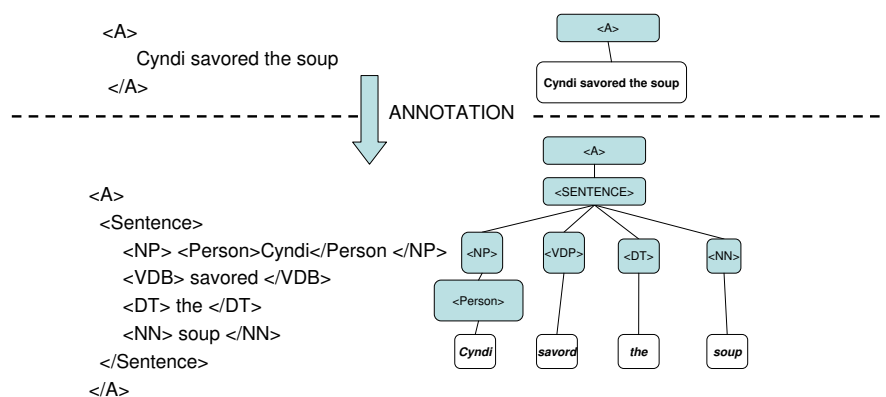 <A>
Cyndi savored the soup
</A>
<A>
Cyndi savored the soup
ANNOTATION
<A>
<Sentence>
<NP> <Person>Cyndi</Person </NP>
<VDB> savored </VDB>
<DT> the </DT>
<NN> soup </NN>
</Sentence>
</A>
<A>
<SENTENCE>
<NP> <VDP> <DT> <NN>
<Person>
Cyndi savord the soup